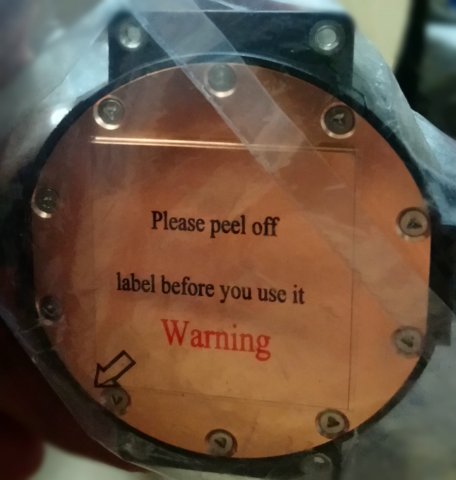 Please peel off
label before you use it
Warning